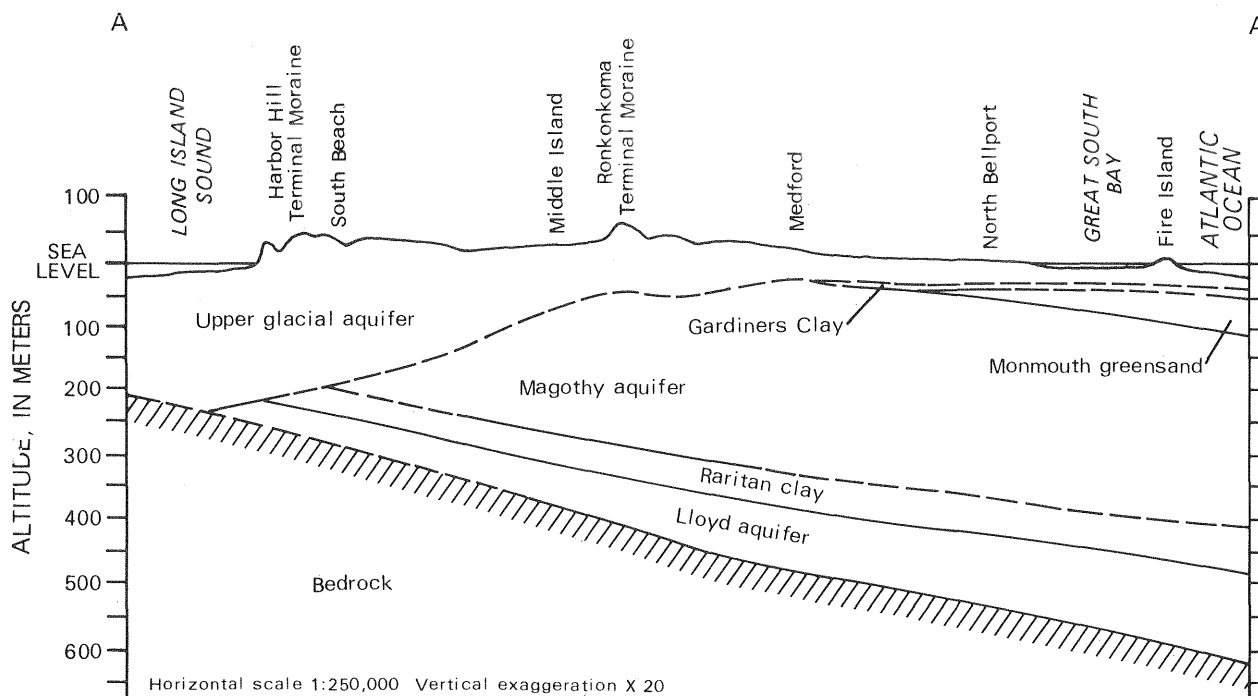 A
A
LONG ISLAND
SOUND
Harbor Hill
Terminal Moraine
South Beach
Middle Island
Ronkonkoma
Terminal Moraine
Medford
North Bellport
GREAT SOUTH
BAY
Fire Island
ATLANTIC
OCEAN
100
SEA
LEVEL
100
200
300
400
500
600
ALTITUDE, IN METERS
Upper glacial aquifer
Gardiners Clay
Monmouth greensand
Magothy aquifer
Raritan clay
Lloyd aquifer
Bedrock
Horizontal scale 1:250,000 Vertical exaggeration X 20